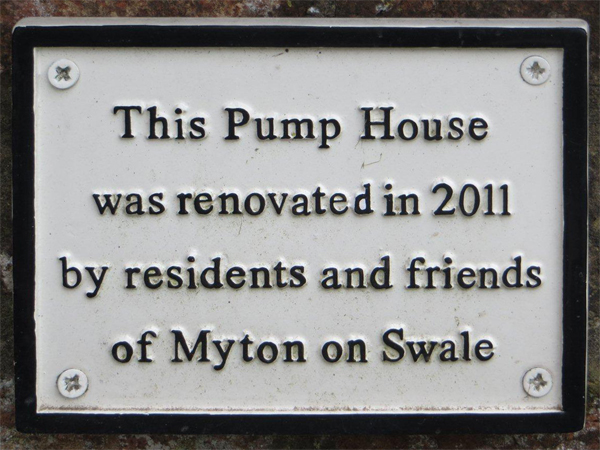 This Pump House
was renovated in 2011
by residents and friends
of Myton on Swale